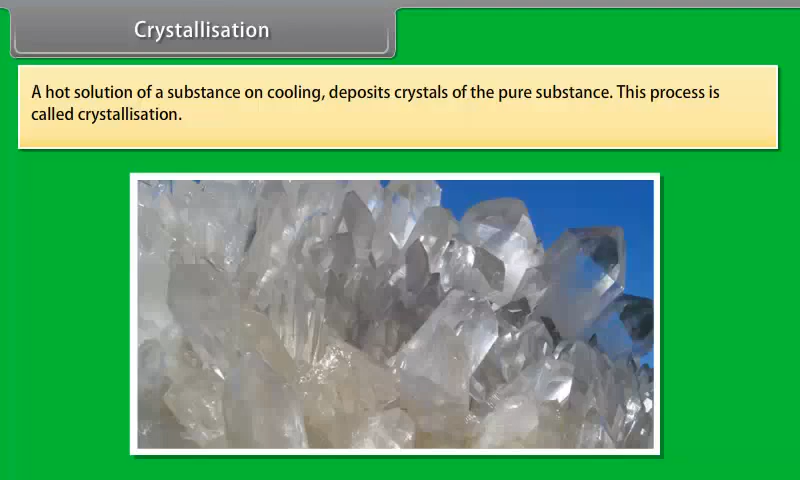 Crystallisation
A hot solution of a substance on cooling, deposits crystals of the pure substance. This process is
called crystallisation.